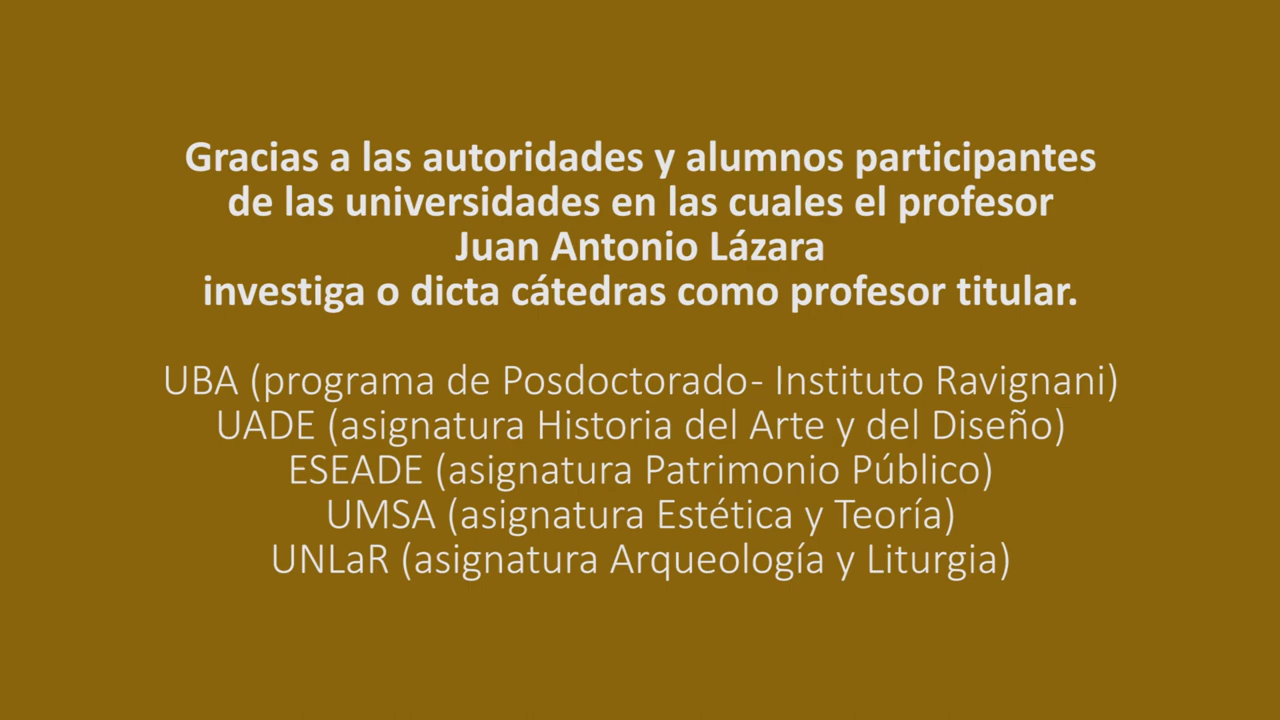 Gracias a las autoridades y alumnos participantes
de las universidades en las cuales el profesor
Juan Antonio Lázara
investiga o dicta cátedras como profesor titular.
UBA (programa de Posdoctorado- Instituto Ravignani)
UADE (asignatura Historia del Arte y del Diseño)
ESEADE (asignatura Patrimonio Público)
UMSA (asignatura Estética y Teoría)
UNLaR (asignatura Arqueología y Liturgia)